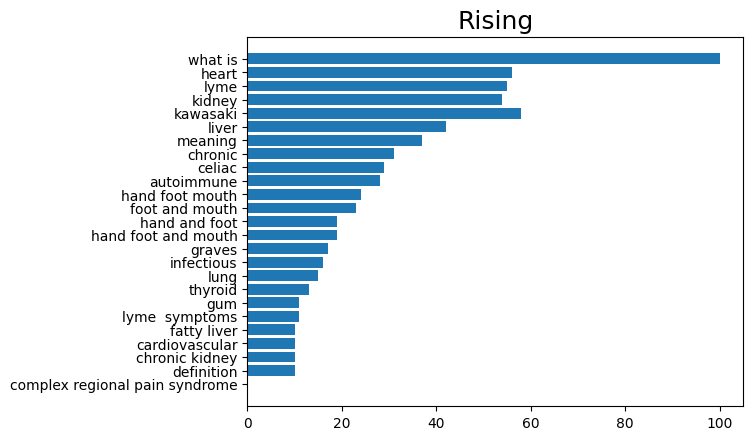 Rising
what is
heart
lyme
kidney
kawasaki
liver
meaning
chronic
celiac
autoimmune
hand foot mouth
foot and mouth
hand and foot
hand foot and mouth
graves
infectious
lung
thyroid
gum
lyme  symptoms
fatty liver
cardiovascular
chronic kidney
definition
complex regional pain syndrome
0 20 40 60 80 100